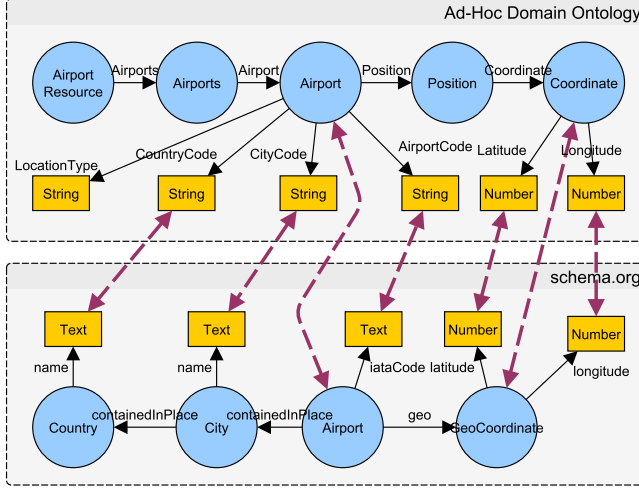 Ad-Hoc Domain Ontology
Airport
Resource
Airports
Airports
Airport
Airport
Position
Position
Coordinate
Coordinate
LocationType
CountryCode
CityCode
AirportCode
Latitude
Longitude
String
String
String
String
Number
Number
schema.org
Text
Text
Text
Number
Number
name
name
iataCode
latitude
longitude
Country
containedInPlace
City
containedInPlace
Airport
geo
GeoCoordinate